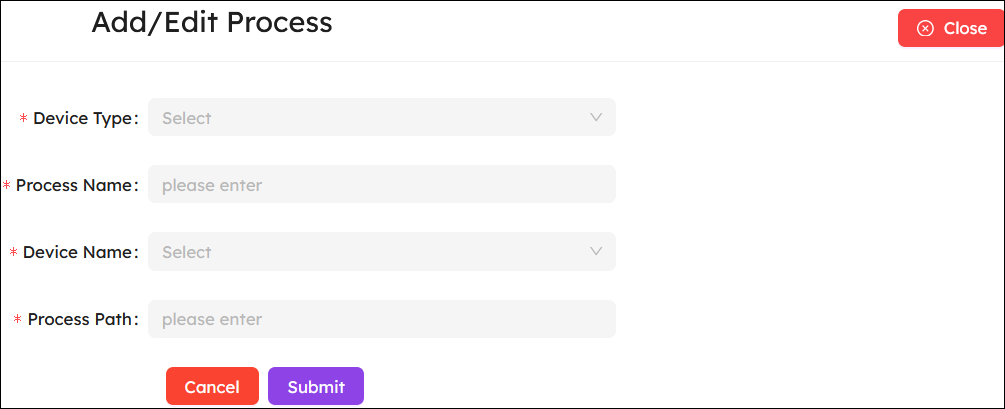 Add/Edit Process
Close
* Device Type: Select
* Process Name: please enter
* Device Name: Select
* Process Path: please enter
Cancel Submit